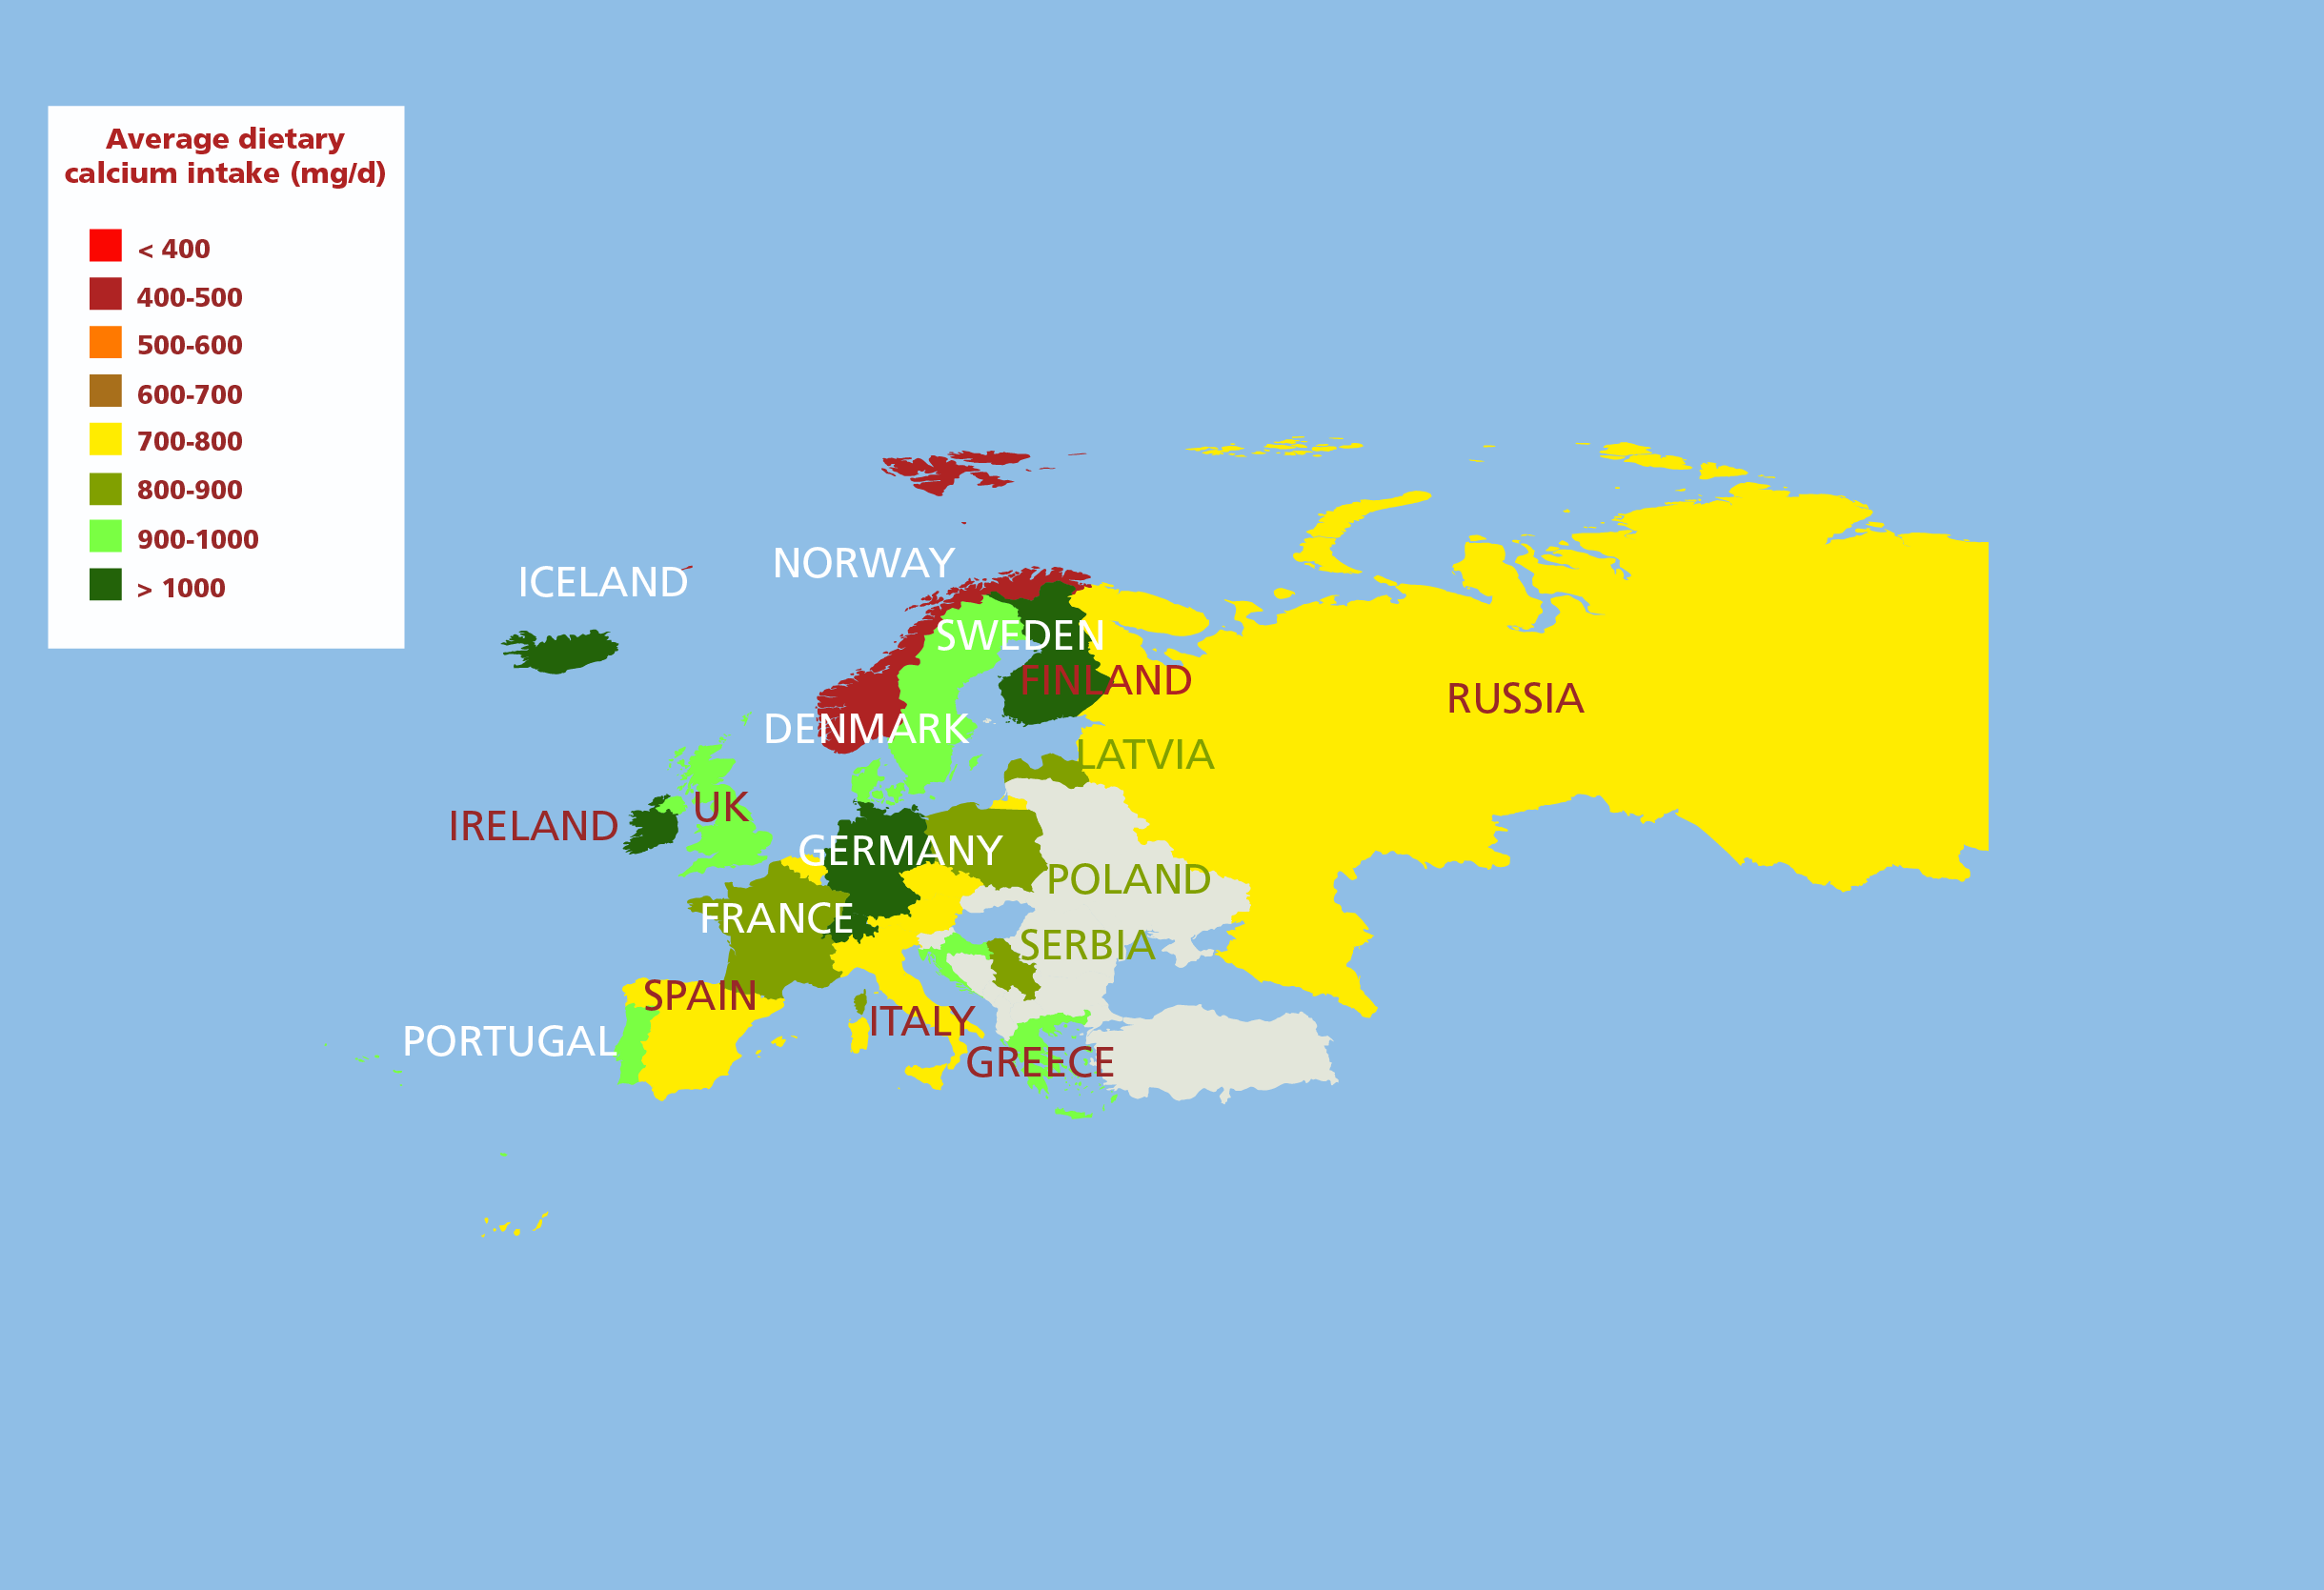 Average dietary
calcium intake (mg/d)
< 400
400-500
500-600
600-700
700-800
800-900
900-1000
> 1000
NORWAY
ICELAND
SWEDEN
FINLAND
RUSSIA
DENMARK
LATVIA
UK
IRELAND
GERMANY
POLAND
FRANCE
SERBIA
SPAIN
ITALY
PORTUGAL
GREECE